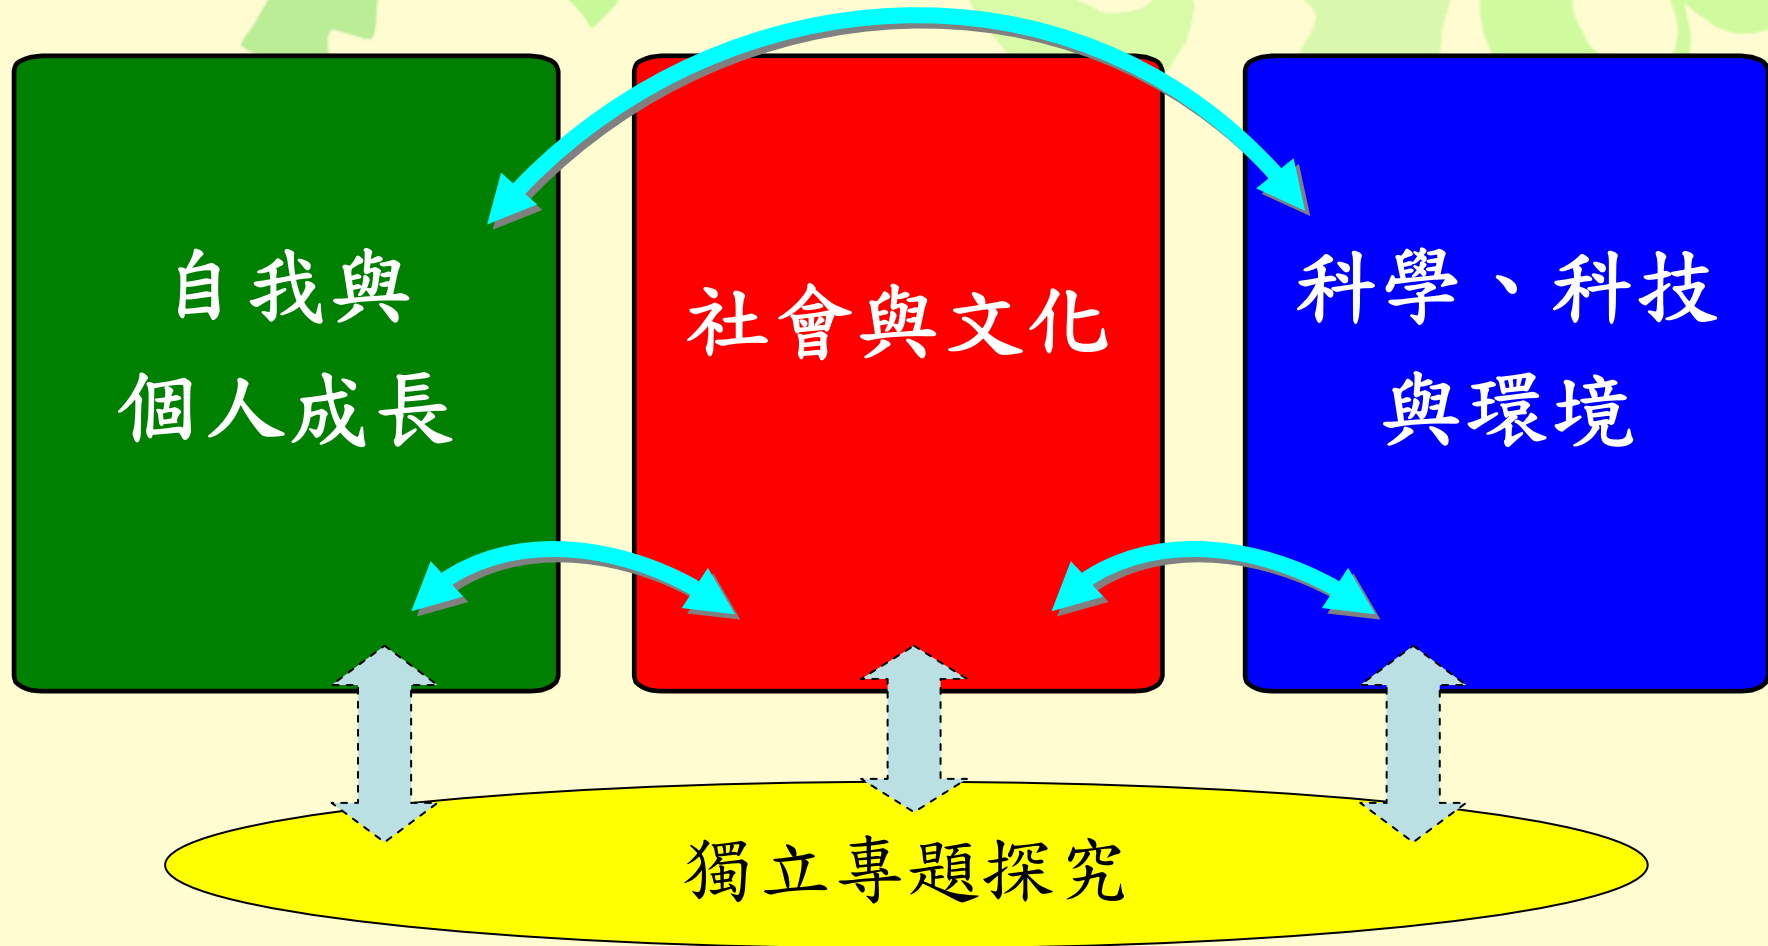 自我與
個人成長
社會與文化
科學、科技
與環境
獨立專題探究